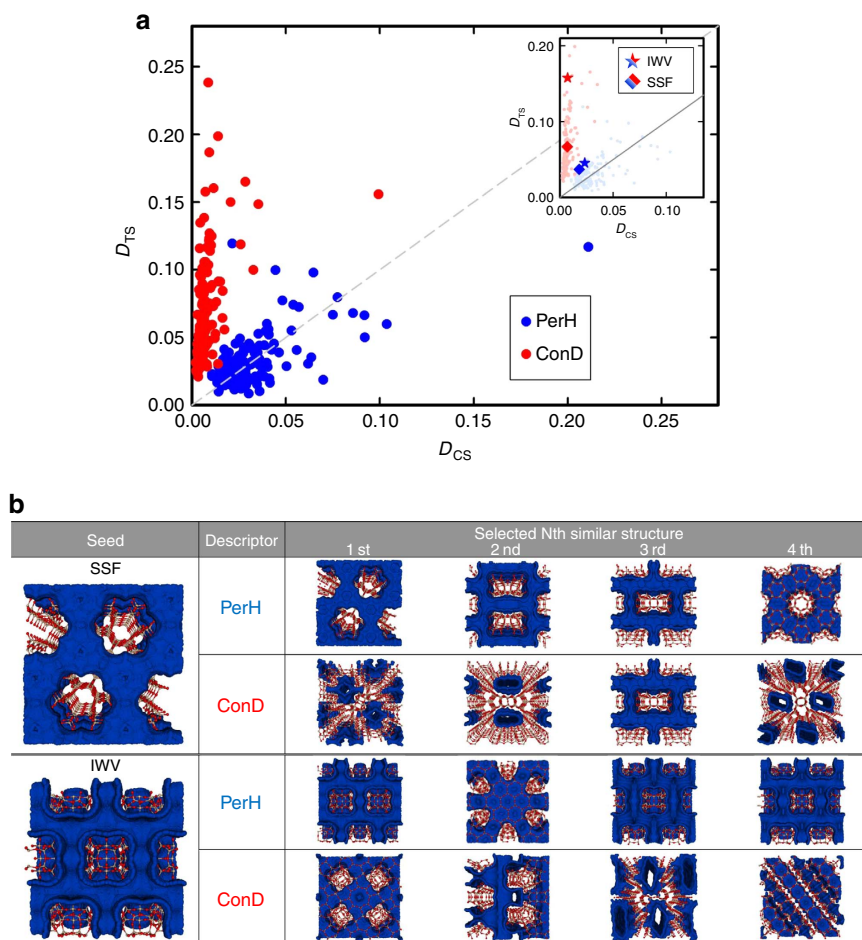 a
0.25
0.20
0.15
0.10
0.05
0.00
D_TS
0.00 0.05 0.10 0.15 0.20 0.25
D_CS
PerH
ConD
0.20
0.10
0.00
D_TS
0.00 0.05 0.10
D_CS
IWV
SSF
b
Seed Descriptor Selected Nth similar structure
1 st 2 nd 3 rd 4 th
SSF
PerH
ConD
IWV
PerH
ConD